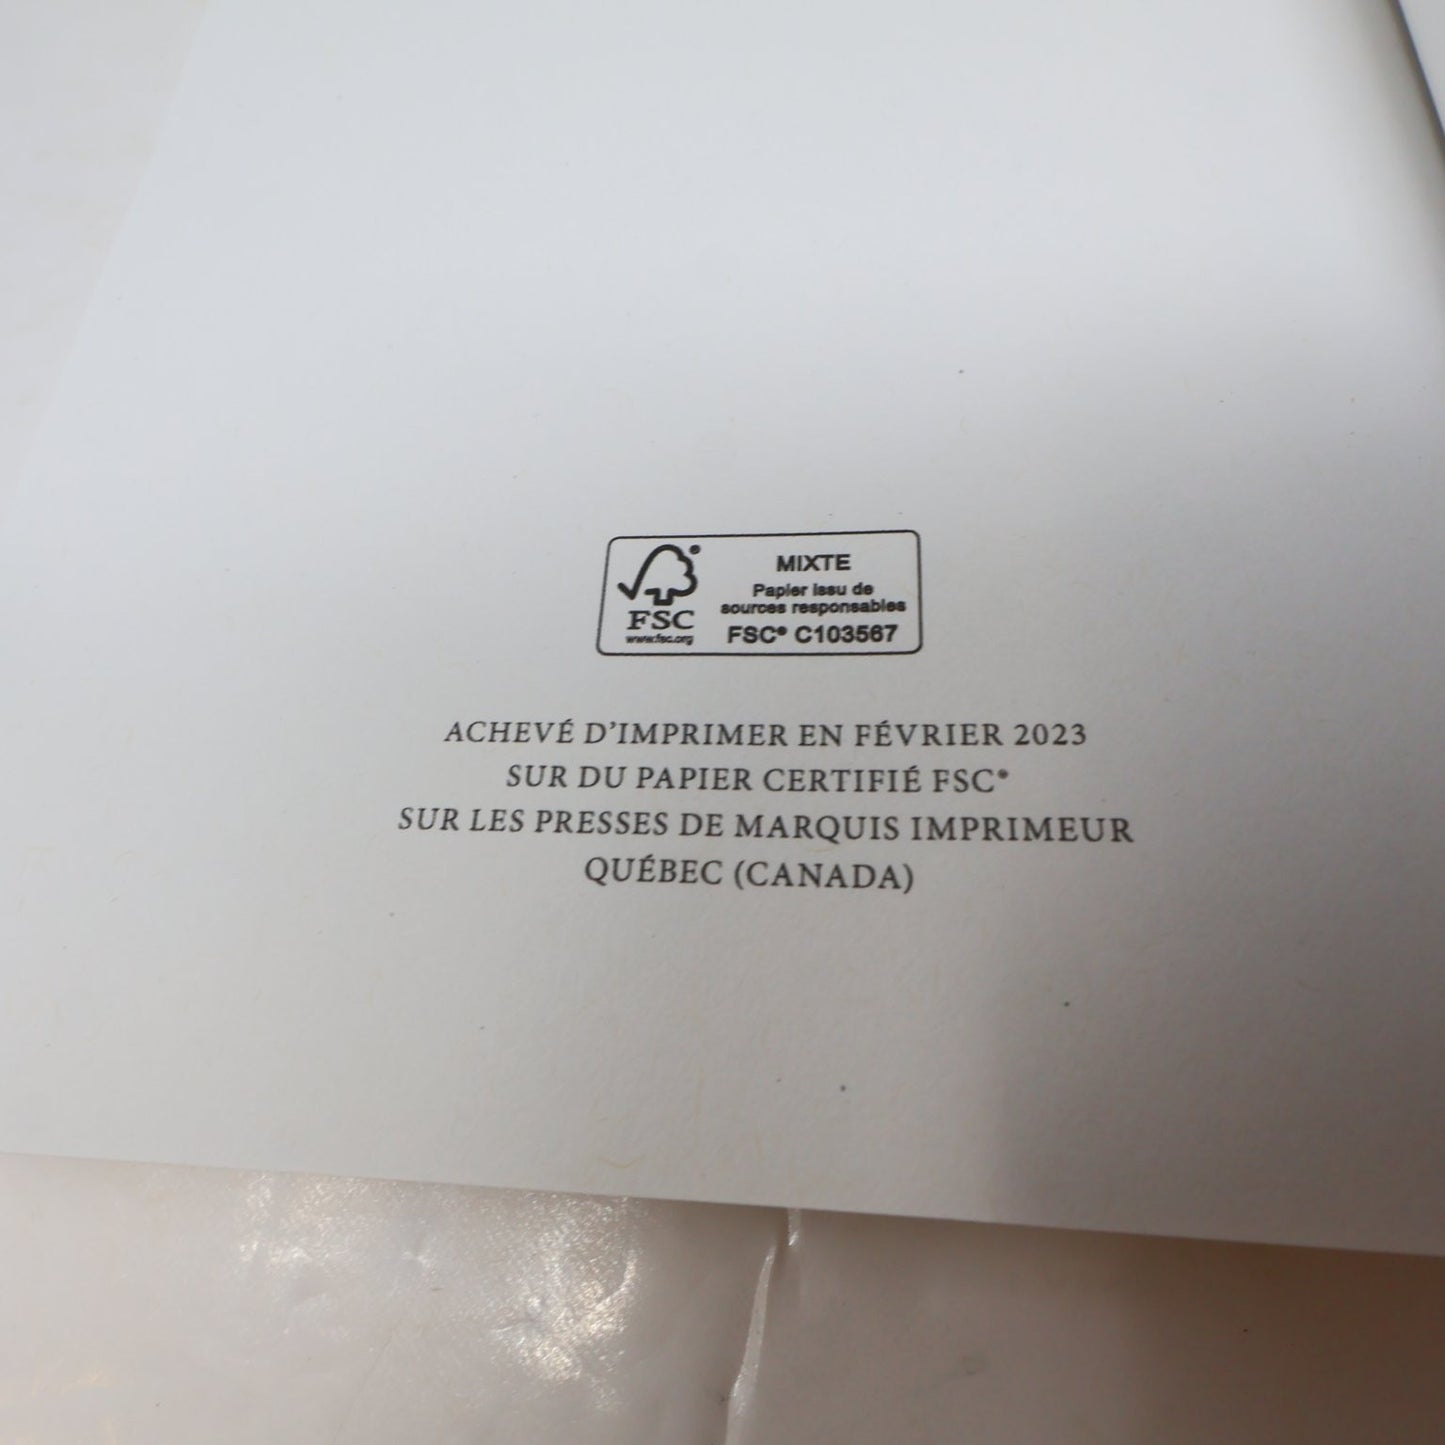 MIXTE
Papier issu de
sources responsables
FSC® C103567
FSC
www.fsc.org
ACHEVÉ D’IMPRIMER EN FÉVRIER 2023
SUR DU PAPIER CERTIFIÉ FSC®
SUR LES PRESSES DE MARQUIS IMPRIMEUR
QUÉBEC (CANADA)